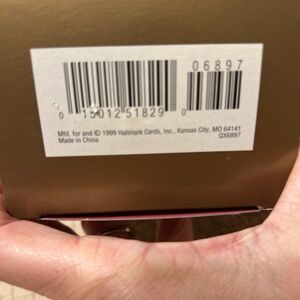 06897
0 15012 51829 0
Mfd. for and © 1999 Hallmark Cards, Inc., Kansas City, MO 64141
Made in China QX6897